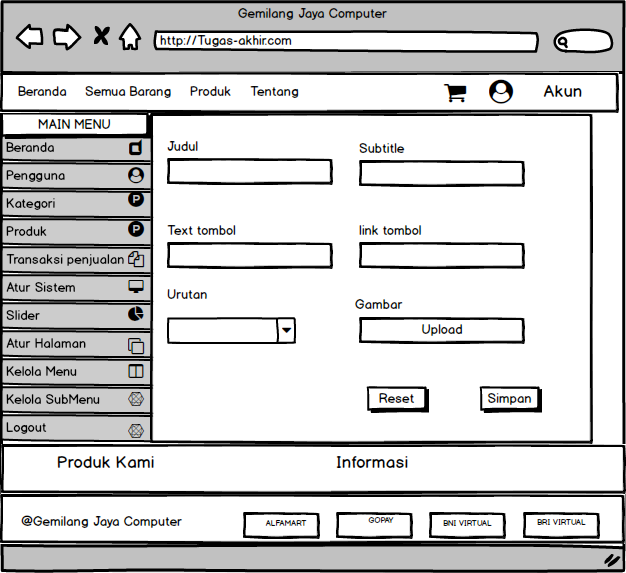 Gemilang Jaya Computer
http://Tugas-akhir.com
Beranda Semua Barang Produk Tentang Akun
MAIN MENU
Beranda
Pengguna
Kategori P
Produk P
Transaksi penjualan
Atur Sistem
Slider
Atur Halaman
Kelola Menu
Kelola SubMenu
Logout
Judul Subtitle
Text tombol link tombol
Urutan Gambar
Upload
Reset Simpan
Produk Kami Informasi
@Gemilang Jaya Computer ALFAMART GOPAY BNI VIRTUAL BRI VIRTUAL